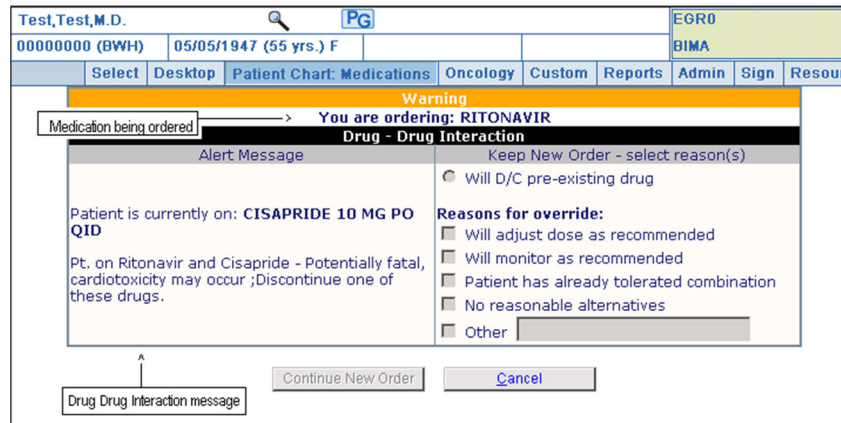 Test,Test,M.D. PG EGR0
00000000 (BWH) 05/05/1947 (55 yrs.) F BIMA
Select Desktop Patient Chart: Medications Oncology Custom Reports Admin Sign Resou
Warning
Medication being ordered
You are ordering: RITONAVIR
Drug - Drug Interaction
Alert Message
Keep New Order - select reason(s)
Will D/C pre-existing drug
Patient is currently on: CISAPRIDE 10 MG PO
QID
Pt. on Ritonavir and Cisapride - Potentially fatal,
cardiotoxicity may occur ;Discontinue one of
these drugs.
Reasons for override:
Will adjust dose as recommended
Will monitor as recommended
Patient has already tolerated combination
No reasonable alternatives
Other
Continue New Order
Cancel
Drug Drug Interaction message